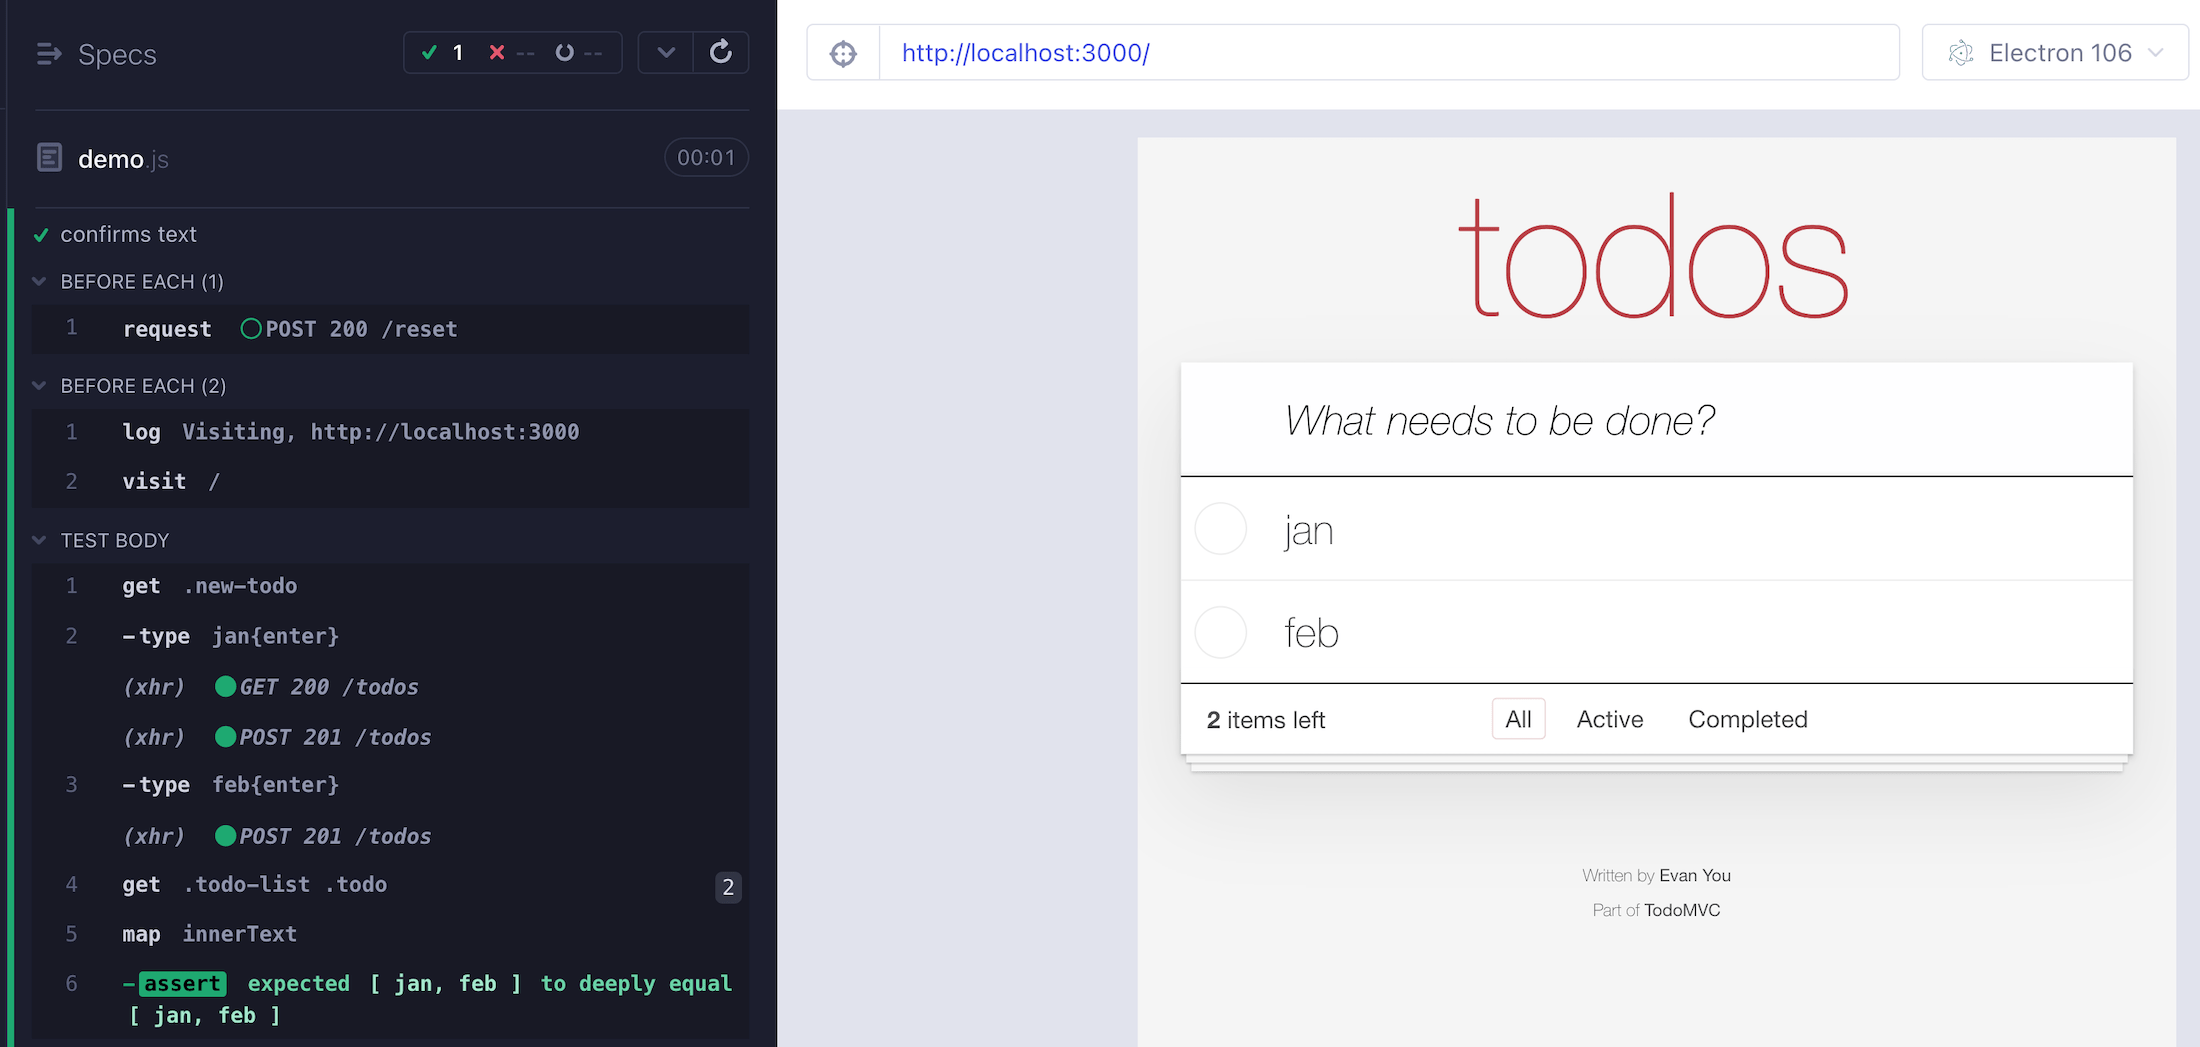 Specs
1 -- --
demo.js 00:01
confirms text
BEFORE EACH (1)
1 request POST 200 /reset
BEFORE EACH (2)
1 log Visiting, http://localhost:3000
2 visit /
TEST BODY
1 get .new-todo
2 -type jan{enter}
(xhr) GET 200 /todos
(xhr) POST 201 /todos
3 -type feb{enter}
(xhr) POST 201 /todos
4 get .todo-list .todo 2
5 map innerText
6 -assert expected [ jan, feb ] to deeply equal
[ jan, feb ]
http://localhost:3000/
Electron 106
todos
What needs to be done?
jan
feb
2 items left All Active Completed
Written by Evan You
Part of TodoMVC